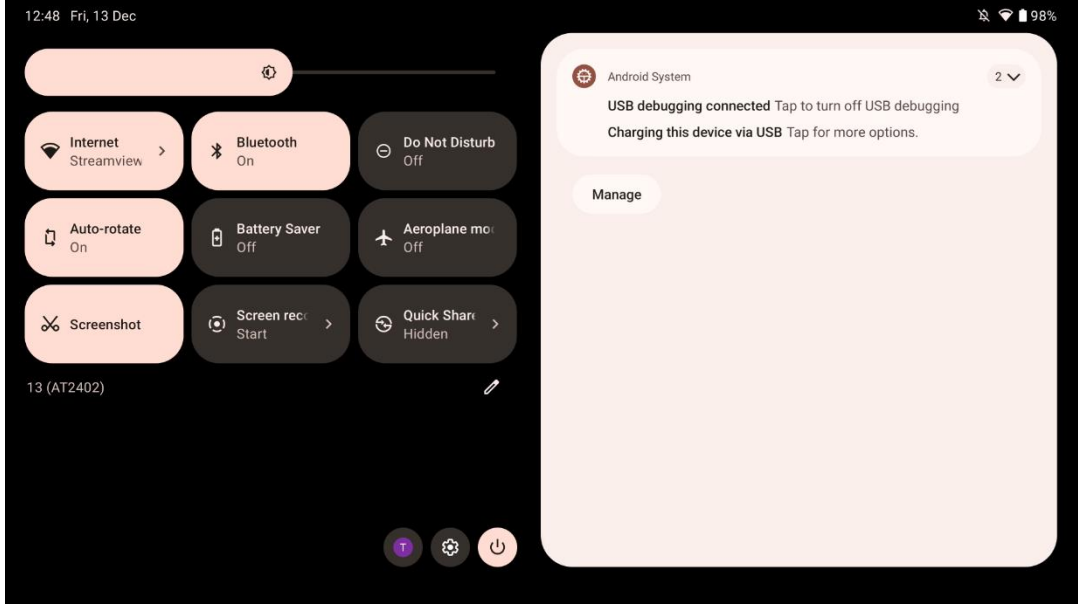 12:48 Fri, 13 Dec
98%
Internet
Streamview
Bluetooth
On
Do Not Disturb
Off
Auto-rotate
On
Battery Saver
Off
Aeroplane mo
Off
Screenshot
Screen rec
Start
Quick Share
Hidden
13 (AT2402)
T
Android System
2
USB debugging connected Tap to turn off USB debugging
Charging this device via USB Tap for more options.
Manage